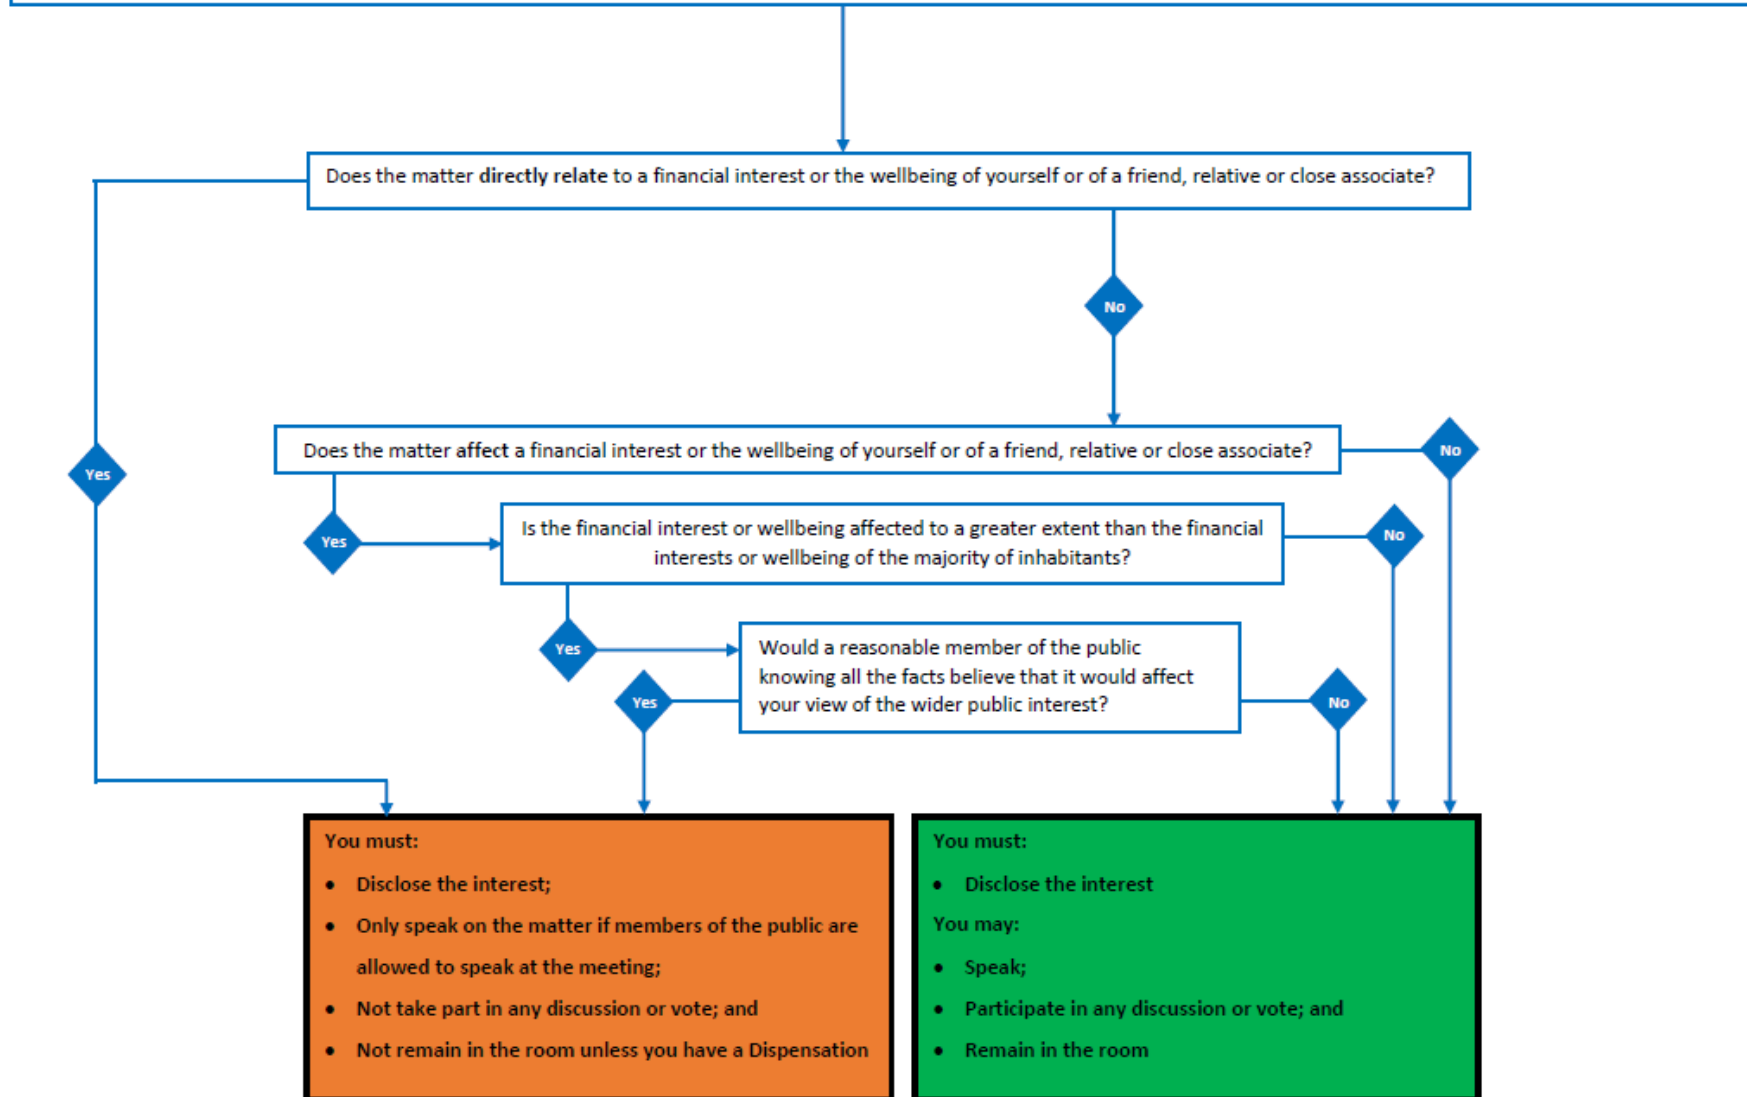 Does the matter directly relate to a financial interest or the wellbeing of yourself or of a friend, relative or close associate?
No
Does the matter affect a financial interest or the wellbeing of yourself or of a friend, relative or close associate?
No
Yes
Yes
Is the financial interest or wellbeing affected to a greater extent than the financial
interests or wellbeing of the majority of inhabitants?
No
Yes
Would a reasonable member of the public
knowing all the facts believe that it would affect
your view of the wider public interest?
Yes
No
You must:
• Disclose the interest;
• Only speak on the matter if members of the public are
allowed to speak at the meeting;
• Not take part in any discussion or vote; and
• Not remain in the room unless you have a Dispensation
You must:
• Disclose the interest
You may:
• Speak;
• Participate in any discussion or vote; and
• Remain in the room